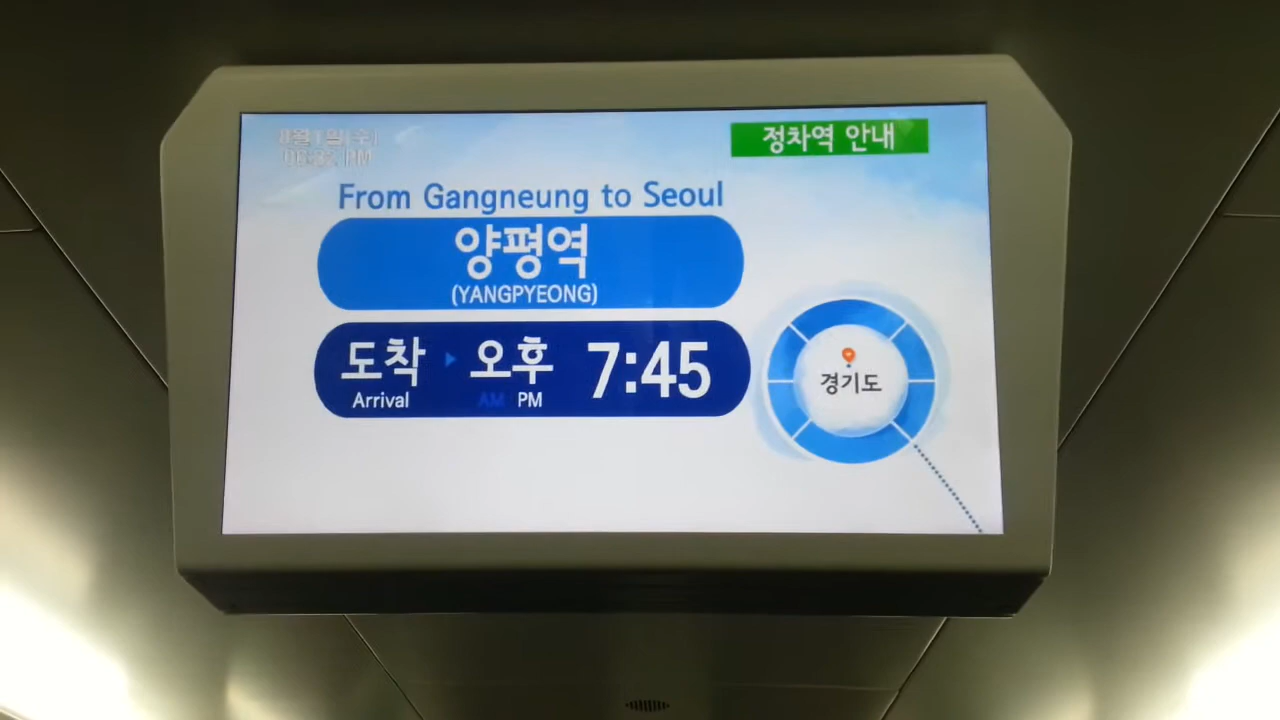 정차역 안내
From Gangneung to Seoul
양평역
(YANGPYEONG)
도착 오후 7:45
Arrival AM PM
경기도